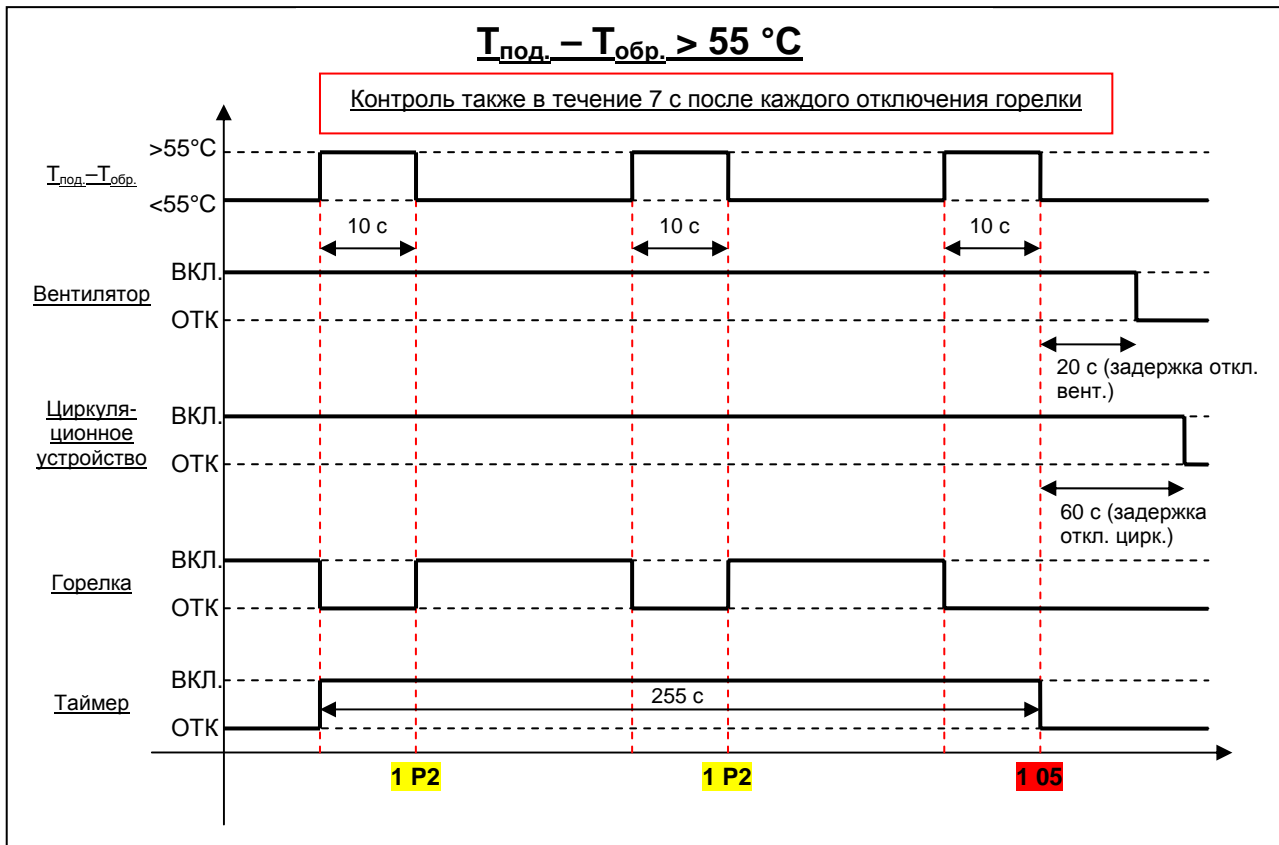 Tпод. – Tобр. > 55 °C
Контроль также в течение 7 с после каждого отключения горелки
>55°C
Tпод.–Tобр.
<55°C
10 с
10 с
10 с
ВКЛ.
Вентилятор
ОТК
20 с (задержка откл.
вент.)
Циркуля-
ционное
устройство
ВКЛ.
ОТК
60 с (задержка
откл. цирк.)
ВКЛ.
Горелка
ОТК
ВКЛ.
Таймер
255 с
ОТК
1 P2
1 P2
1 05